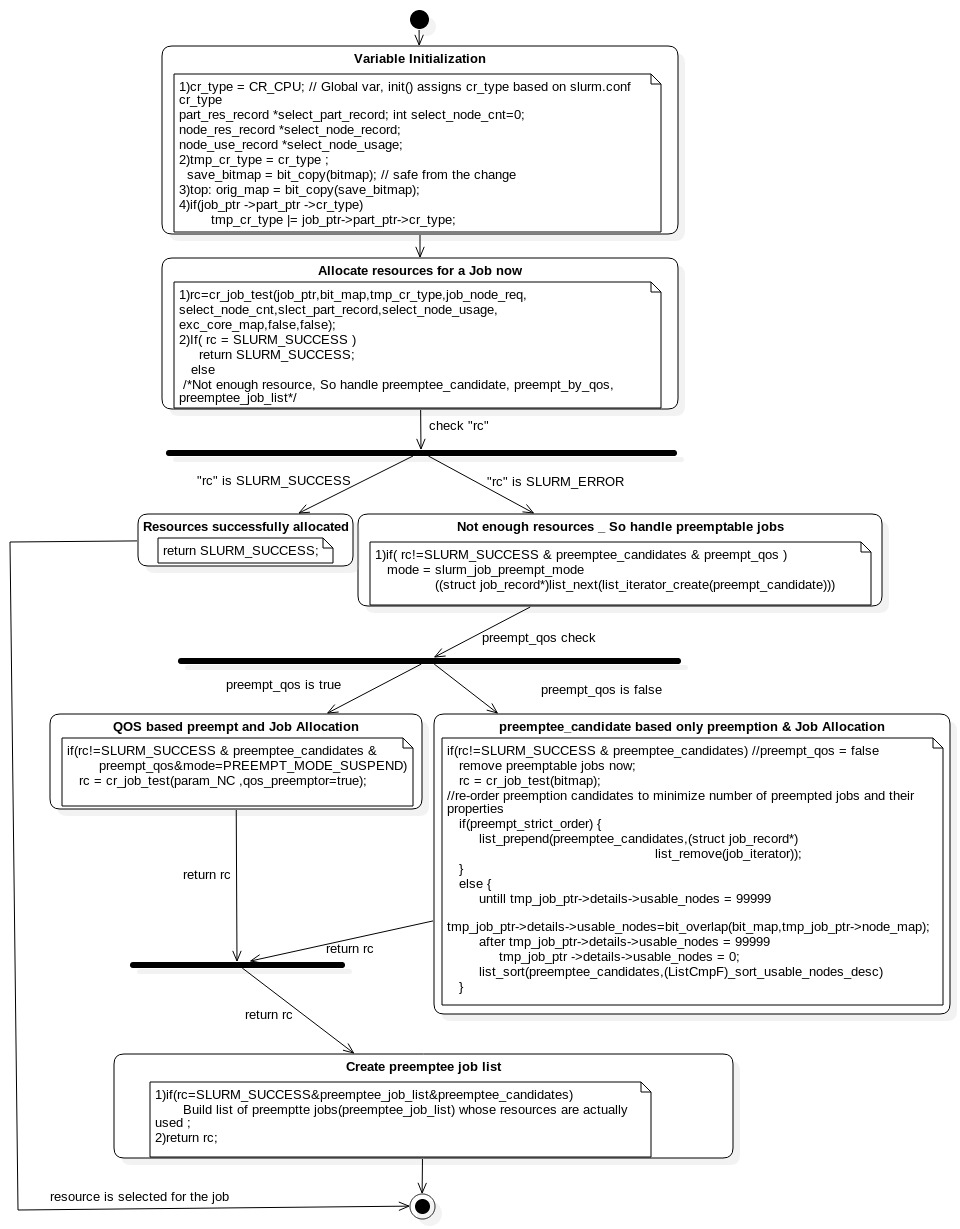 Variable Initialization
1)cr_type = CR_CPU; // Global var, init() assigns cr_type based on slurm.conf
cr_type
part_res_record *select_part_record; int select_node_cnt=0;
node_res_record *select_node_record;
node_use_record *select_node_usage;
2)tmp_cr_type = cr_type ;
save_bitmap = bit_copy(bitmap); // safe from the change
3)top: orig_map = bit_copy(save_bitmap);
4)if(job_ptr ->part_ptr ->cr_type)
tmp_cr_type |= job_ptr->part_ptr->cr_type;
Allocate resources for a Job now
1)rc=cr_job_test(job_ptr,bit_map,tmp_cr_type,job_node_req,
select_node_cnt,slect_part_record,select_node_usage,
exc_core_map,false,false);
2)If( rc = SLURM_SUCCESS )
return SLURM_SUCCESS;
else
/*Not enough resource, So handle preemptee_candidate, preempt_by_qos,
preemptee_job_list*/
check "rc"
"rc" is SLURM_SUCCESS
"rc" is SLURM_ERROR
Resources successfully allocated
return SLURM_SUCCESS;
Not enough resources _ So handle preemptable jobs
1)if( rc!=SLURM_SUCCESS & preemptee_candidates & preempt_qos )
mode = slurm_job_preempt_mode
((struct job_record*)list_next(list_iterator_create(preempt_candidate)))
preempt_qos check
preempt_qos is true
preempt_qos is false
QOS based preempt and Job Allocation
if(rc!=SLURM_SUCCESS & preemptee_candidates &
preempt_qos&mode=PREEMPT_MODE_SUSPEND)
rc = cr_job_test(param_NC ,qos_preemptor=true);
preemptee_candidate based only preemption & Job Allocation
if(rc!=SLURM_SUCCESS & preemptee_candidates) //preempt_qos = false
remove preemptable jobs now;
rc = cr_job_test(bitmap);
//re-order preemption candidates to minimize number of preempted jobs and their
properties
if(preempt_strict_order) {
list_prepend(preemptee_candidates,(struct job_record*)
list_remove(job_iterator));
}
else {
untill tmp_job_ptr->details->usable_nodes = 99999
tmp_job_ptr->details->usable_nodes=bit_overlap(bit_map,tmp_job_ptr->node_map);
after tmp_job_ptr->details->usable_nodes = 99999
tmp_job_ptr ->details->usable_nodes = 0;
list_sort(preemptee_candidates,(ListCmpF)_sort_usable_nodes_desc)
}
return rc
return rc
return rc
Create preemptee job list
1)if(rc=SLURM_SUCCESS&preemptee_job_list&preemptee_candidates)
Build list of preemptte jobs(preemptee_job_list) whose resources are actually
used ;
2)return rc;
resource is selected for the job